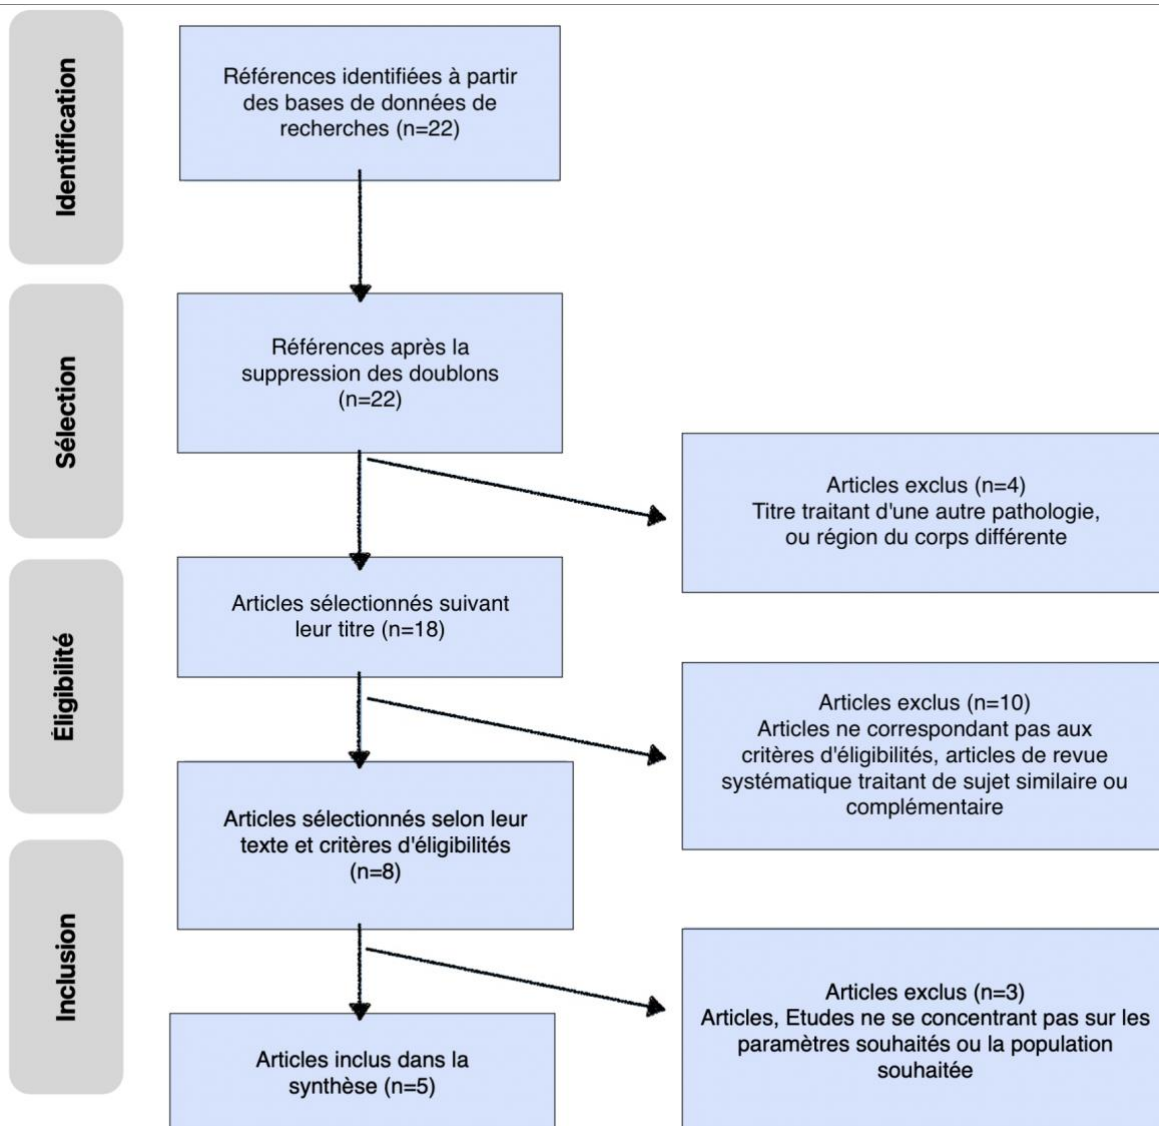 Identification
Références identifiées à partir
des bases de données de
recherches (n=22)
Sélection
Références après la
suppression des doublons
(n=22)
Articles exclus (n=4)
Titre traitant d'une autre pathologie,
ou région du corps différente
Éligibilité
Articles sélectionnés suivant
leur titre (n=18)
Articles exclus (n=10)
Articles ne correspondant pas aux
critères d'éligibilités, articles de revue
systématique traitant de sujet similaire ou
complémentaire
Articles sélectionnés selon leur
texte et critères d'éligibilités
(n=8)
Inclusion
Articles exclus (n=3)
Articles, Etudes ne se concentrant pas sur les
paramètres souhaités ou la population
souhaitée
Articles inclus dans la
synthèse (n=5)